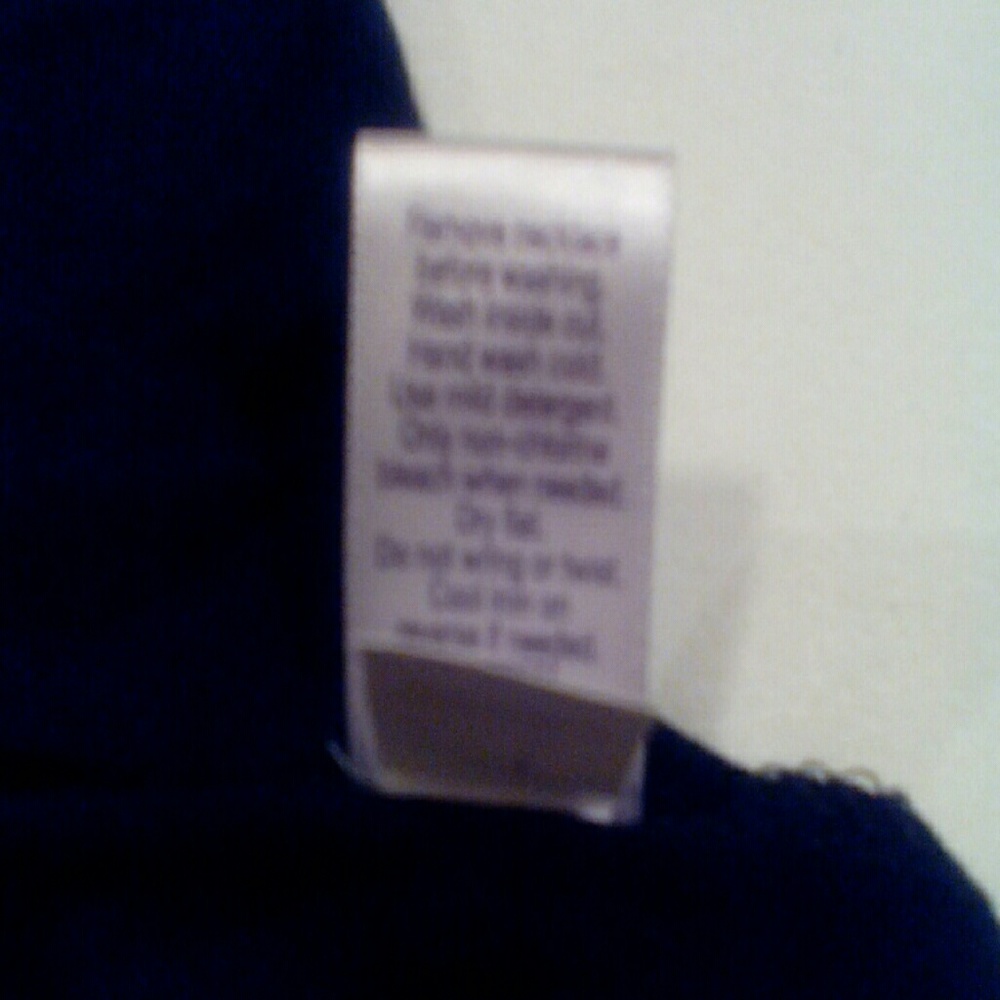 Remove necklace
before washing.
Wash inside out.
Hand wash cold.
Use mild detergent.
Only non-chlorine
bleach when needed.
Dry flat.
Do not wring or twist.
Cool iron on
reverse if needed.